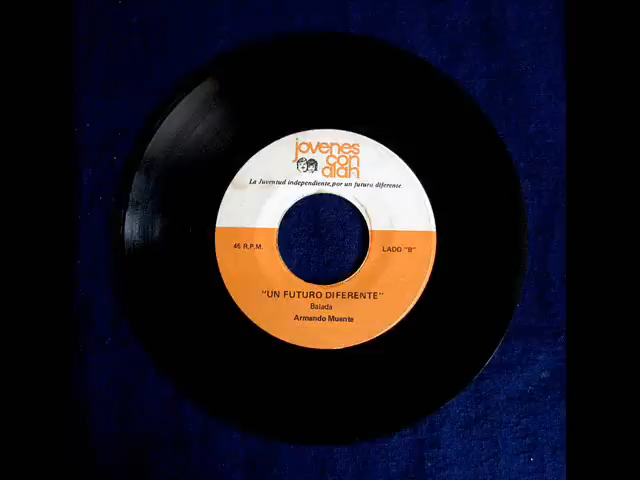 jovenes
con
alan
La Juventud independiente, por un futuro diferente
45 R.P.M.
LADO "B"
"UN FUTURO DIFERENTE"
Balada
Armando Muente